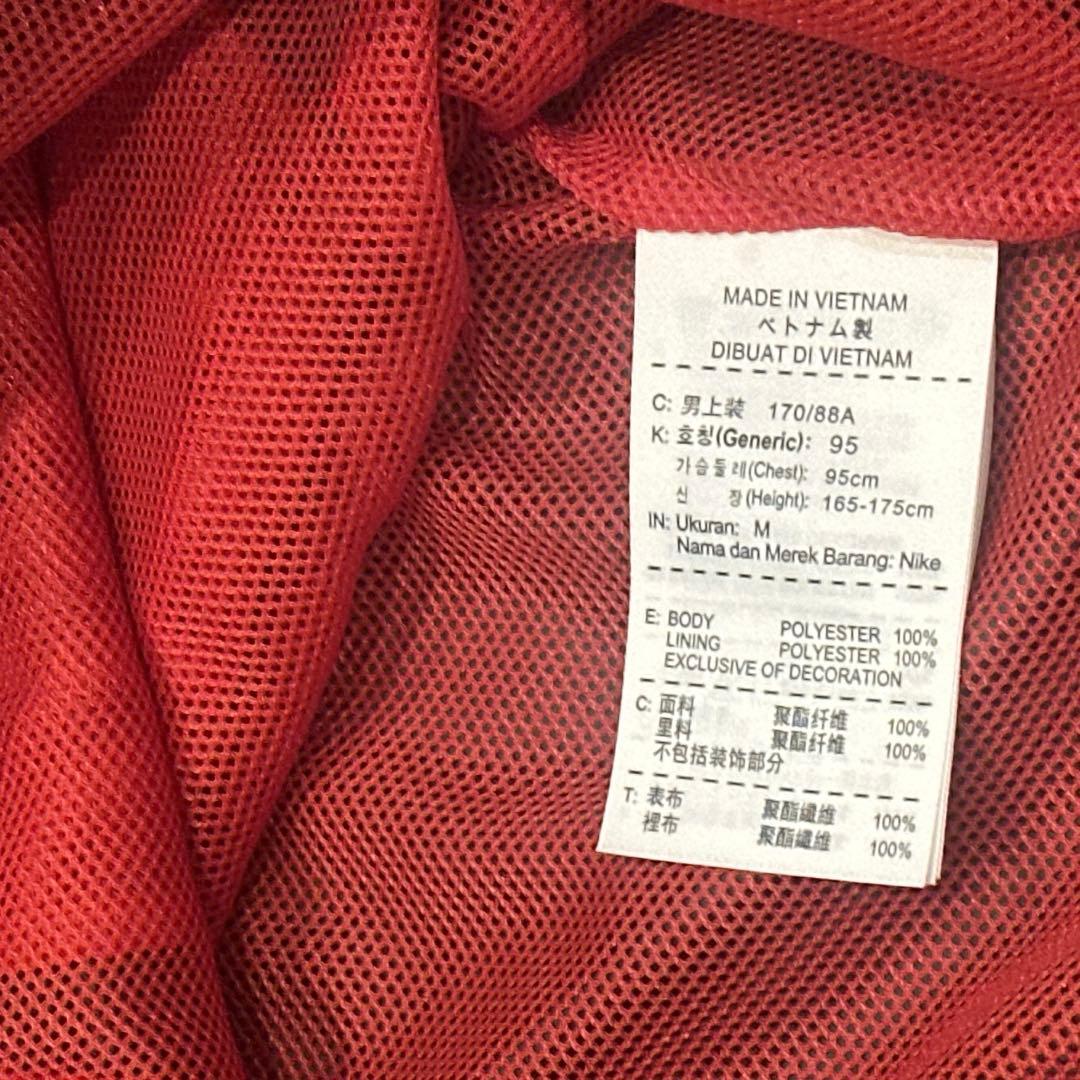 MADE IN VIETNAM
ベトナム製
DIBUAT DI VIETNAM
C: 男上装 170/88A
K: 호칭(Generic): 95
가슴둘레(Chest): 95cm
신 장(Height): 165-175cm
IN: Ukuran: M
Nama dan Merek Barang: Nike
E: BODY POLYESTER 100%
LINING POLYESTER 100%
EXCLUSIVE OF DECORATION
C: 面料 聚酯纤维 100%
里料 聚酯纤维 100%
不包括装饰部分
T: 表布 聚酯纖維 100%
裡布 聚酯纖維 100%